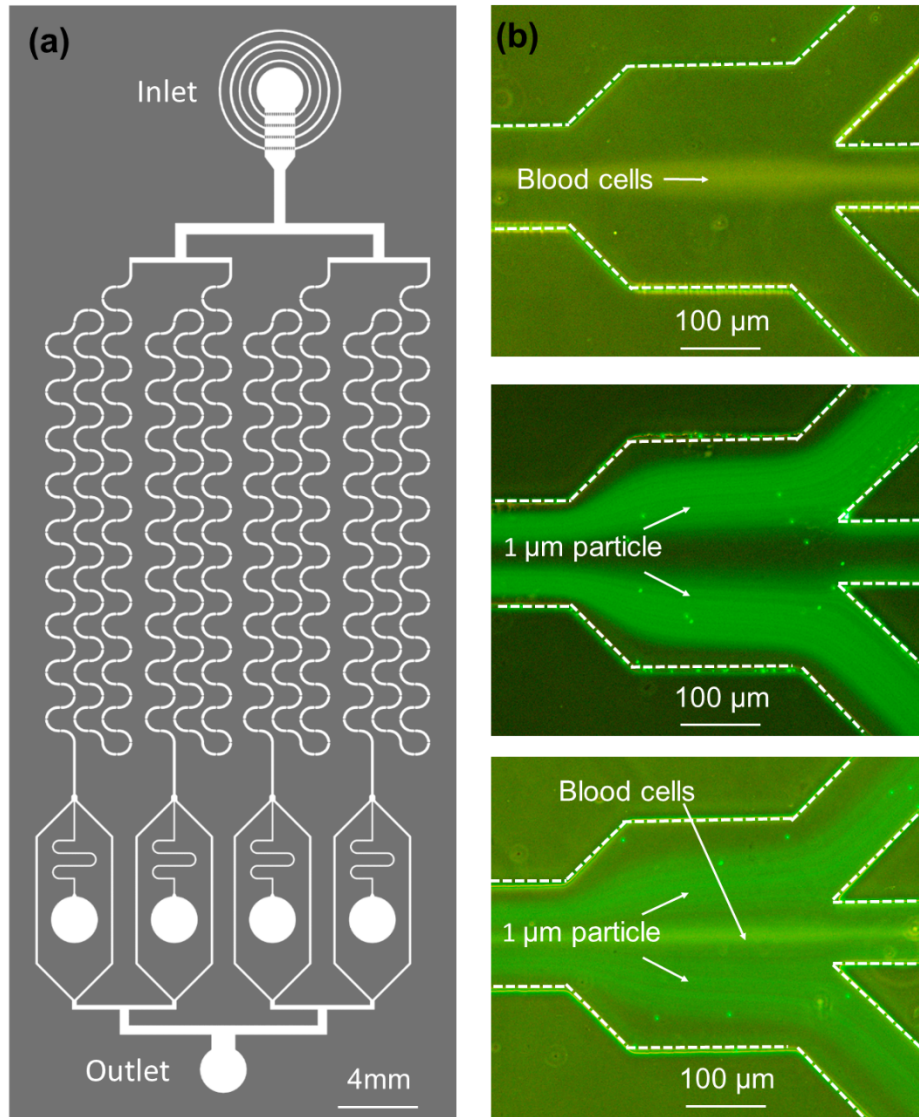 (a)
Inlet
Outlet
4mm
(b)
Blood cells
100 µm
1 µm particle
100 µm
Blood cells
1 µm particle
100 µm